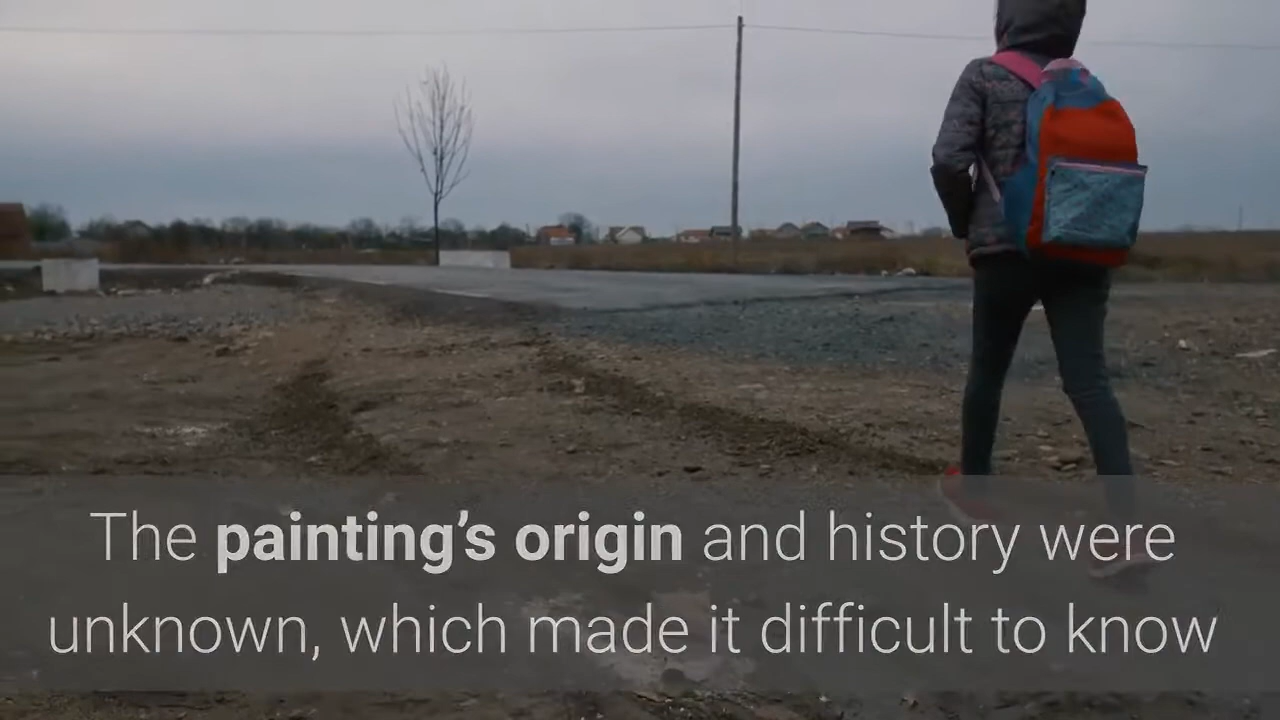 The painting’s origin and history were
unknown, which made it difficult to know